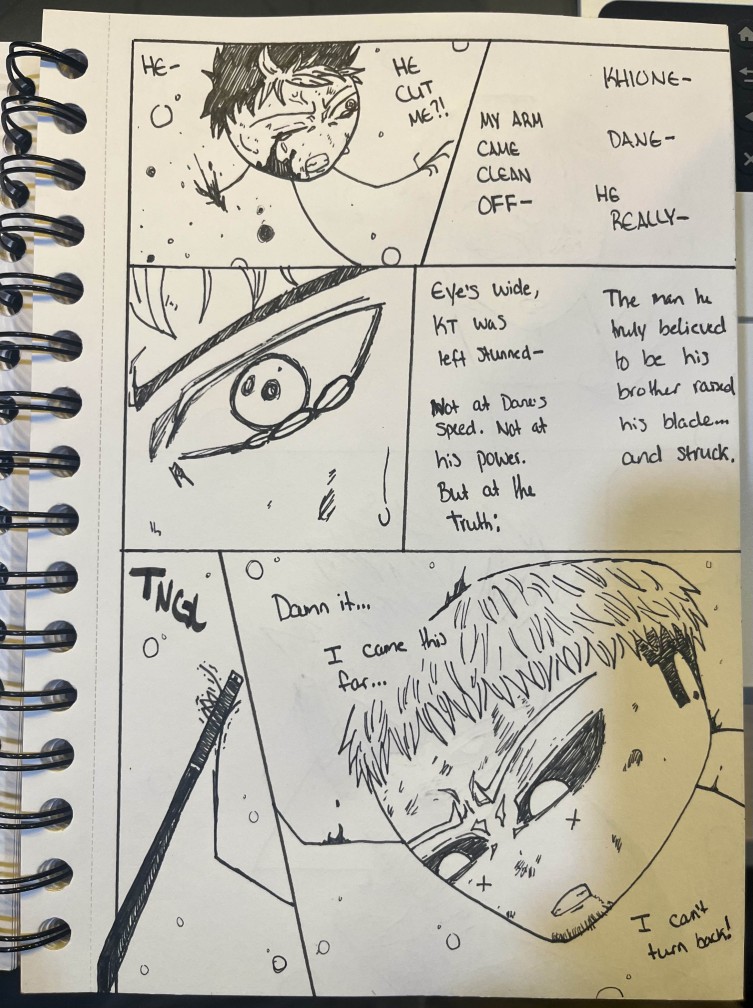 HE-
HE
CUT
ME?!
MY ARM
CAME
CLEAN
OFF-
KHIONE-
DANE-
HE
REALLY-
Eye's wide,
KT was
left stunned-
Not at Dane's
speed. Not at
his power.
But at the
truth:
The man he
truly believed
to be his
brother raised
his blade...
and struck.
TNGL
Damn it...
I came this
far...
I can't
turn back!